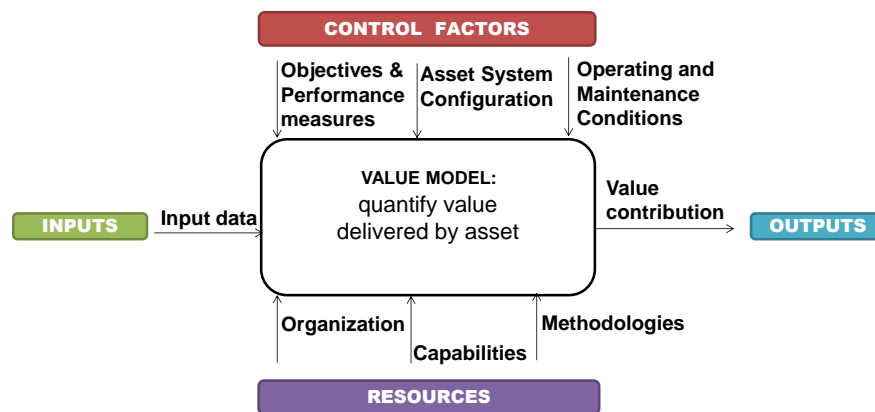 CONTROL FACTORS
Objectives &
Performance
measures
Asset System
Configuration
Operating and
Maintenance
Conditions
VALUE MODEL:
quantify value
delivered by asset
INPUTS
Input data
Value
contribution
OUTPUTS
Organization
Capabilities
Methodologies
RESOURCES